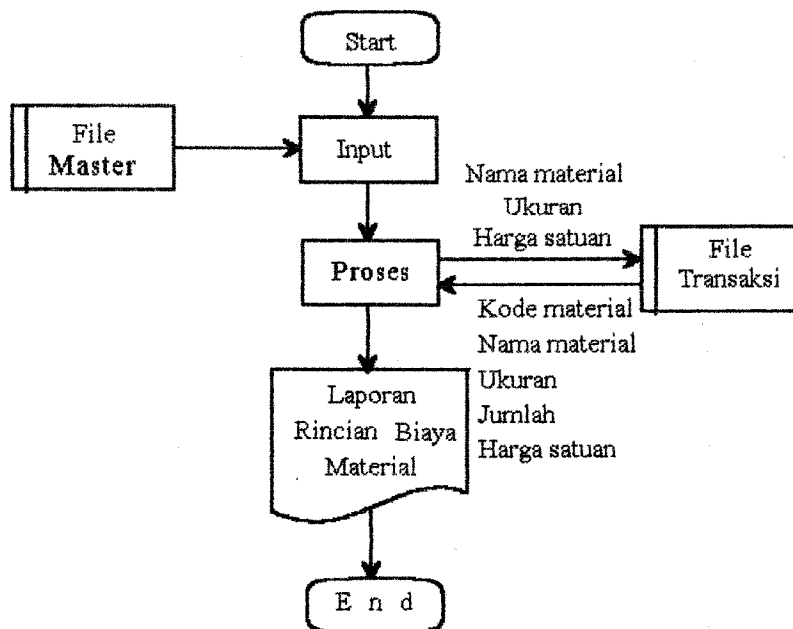 Start
File
Master
Input
Nama material
Ukuran
Harga satuan
Proses
File
Transaksi
Kode material
Nama material
Ukuran
Jumlah
Harga satuan
Laporan
Rincian Biaya
Material
E n d